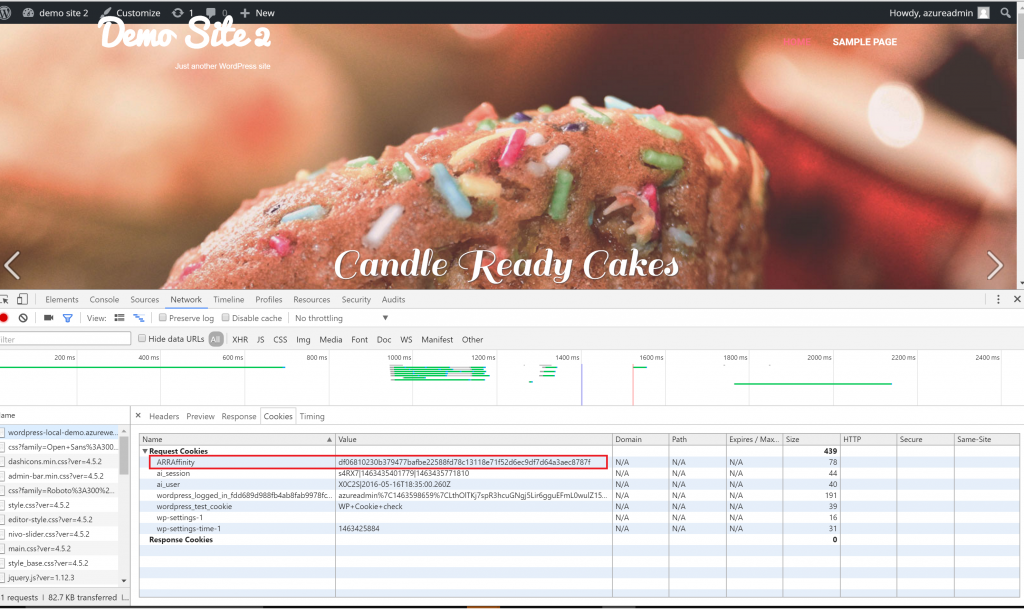 demo site 2 Customize 1 0 New Howdy, azureadmin
Demo Site 2
HOME SAMPLE PAGE
Just another WordPress site
Candle Ready Cakes
Elements Console Sources Network Timeline Profiles Resources Security Audits
View: Preserve log Disable cache No throttling
ilter Hide data URLs All XHR JS CSS Img Media Font Doc WS Manifest Other
200 ms 400 ms 600 ms 800 ms 1000 ms 1200 ms 1400 ms 1600 ms 1800 ms 2000 ms 2200 ms 2400 ms
ame × Headers Preview Response Cookies Timing
wordpress-local-demo.azurewe...
css?family=Open+Sans%3A300...
dashicons.min.css?ver=4.5.2
admin-bar.min.css?ver=4.5.2
css?family=Roboto%3A300%2...
style.css?ver=4.5.2
editor-style.css?ver=4.5.2
nivo-slider.css?ver=4.5.2
main.css?ver=4.5.2
style_base.css?ver=4.5.2
jquery.js?ver=1.12.3
1 requests | 82.7 KB transferred |...
Name Value Domain Path Expires / Max... Size HTTP Secure Same-Site
Request Cookies 439
ARRAffinity df06810230b379477bafbe22588fd78c13118e71f52d6ec9df7d64a3aec8787f N/A N/A N/A 78
ai_session s4RX7|1463435401779|1463435771810 N/A N/A N/A 44
ai_user X0C2S|2016-05-16T18:35:00.260Z N/A N/A N/A 40
wordpress_logged_in_fdd689d988fb4ab8fab9978fc... azureadmin%7C1463598659%7CLthOlTKj7spR3hcuGNgj5Lir6gguEFmL0wulZ15... N/A N/A N/A 191
wordpress_test_cookie WP+Cookie+check N/A N/A N/A 39
wp-settings-1 N/A N/A N/A 16
wp-settings-time-1 1463425884 N/A N/A N/A 31
Response Cookies 0